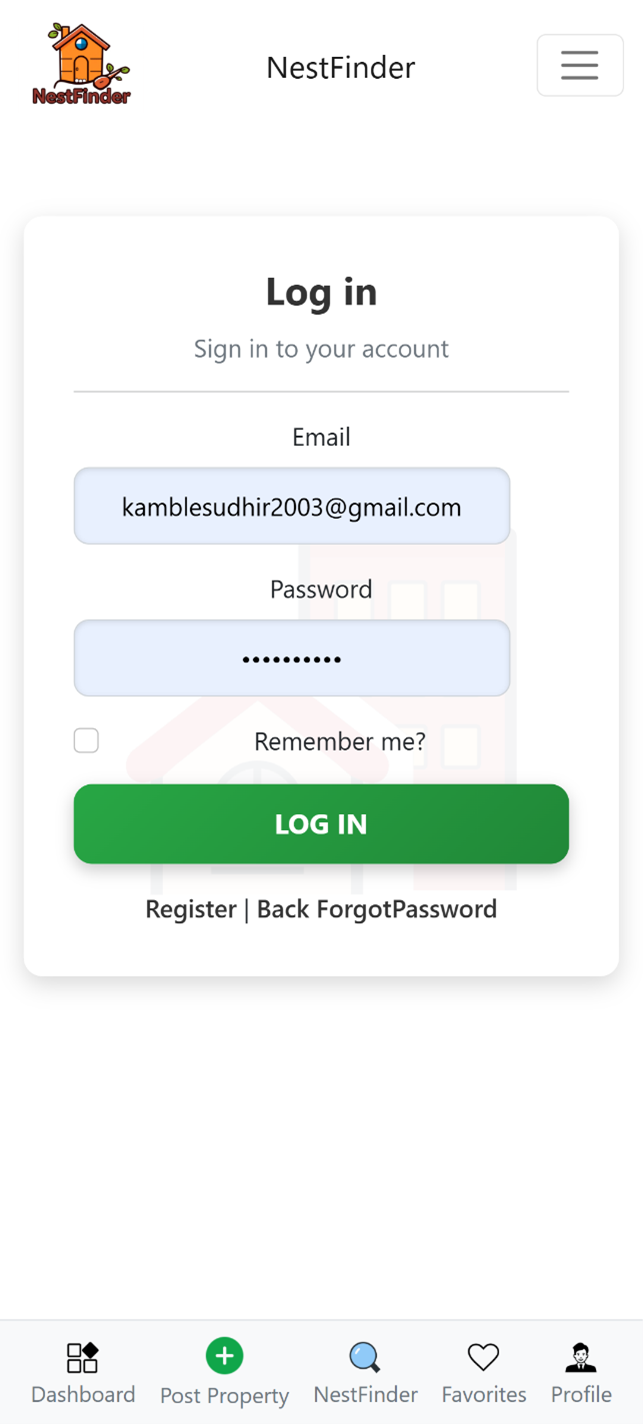 NestFinder
NestFinder
Log in
Sign in to your account
Email
kamblesudhir2003@gmail.com
Password
••••••••••
Remember me?
LOG IN
Register | Back ForgotPassword
Dashboard
Post Property
NestFinder
Favorites
Profile